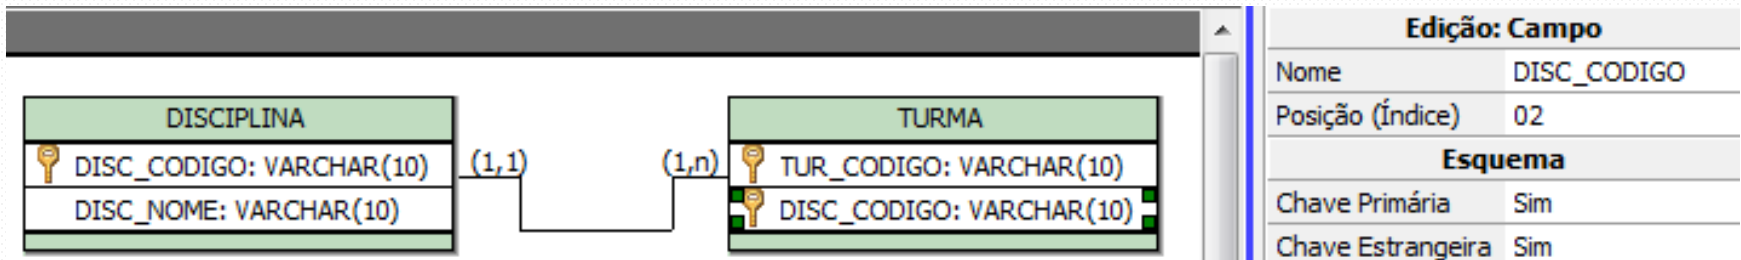 DISCIPLINA
DISC_CODIGO: VARCHAR(10)
DISC_NOME: VARCHAR(10)
(1,1)
(1,n)
TURMA
TUR_CODIGO: VARCHAR(10)
DISC_CODIGO: VARCHAR(10)
Edição: Campo
Nome DISC_CODIGO
Posição (Índice) 02
Esquema
Chave Primária Sim
Chave Estrangeira Sim